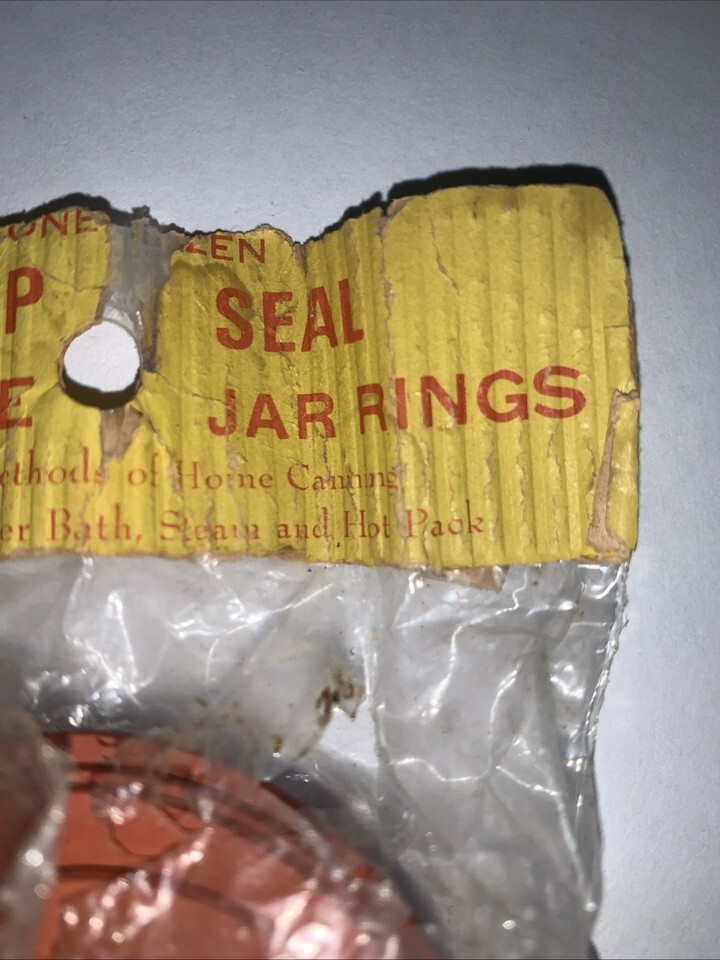 ONE ZEN
P SEAL
E JAR RINGS
ethods of Home Canning
er Bath, Steam and Hot Pack